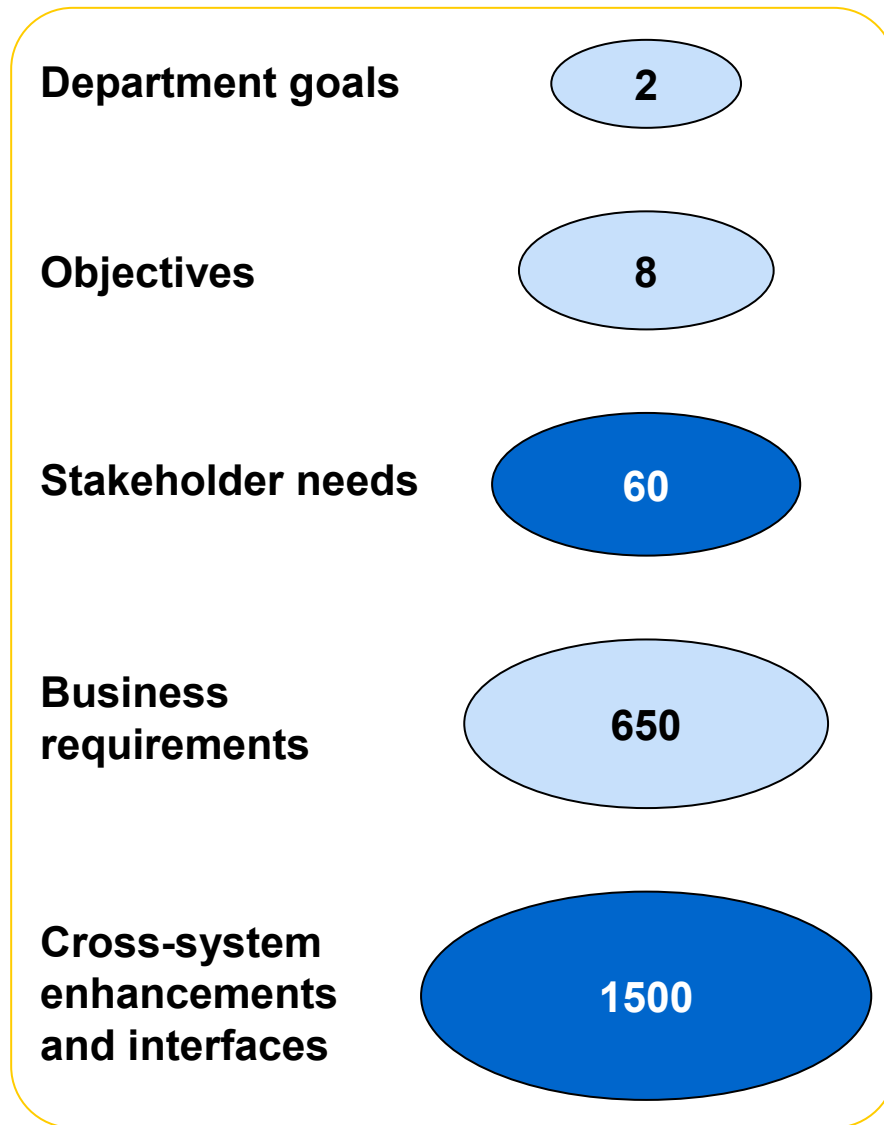 Department goals
2
Objectives
8
Stakeholder needs
60
Business
requirements
650
Cross-system
enhancements
and interfaces
1500